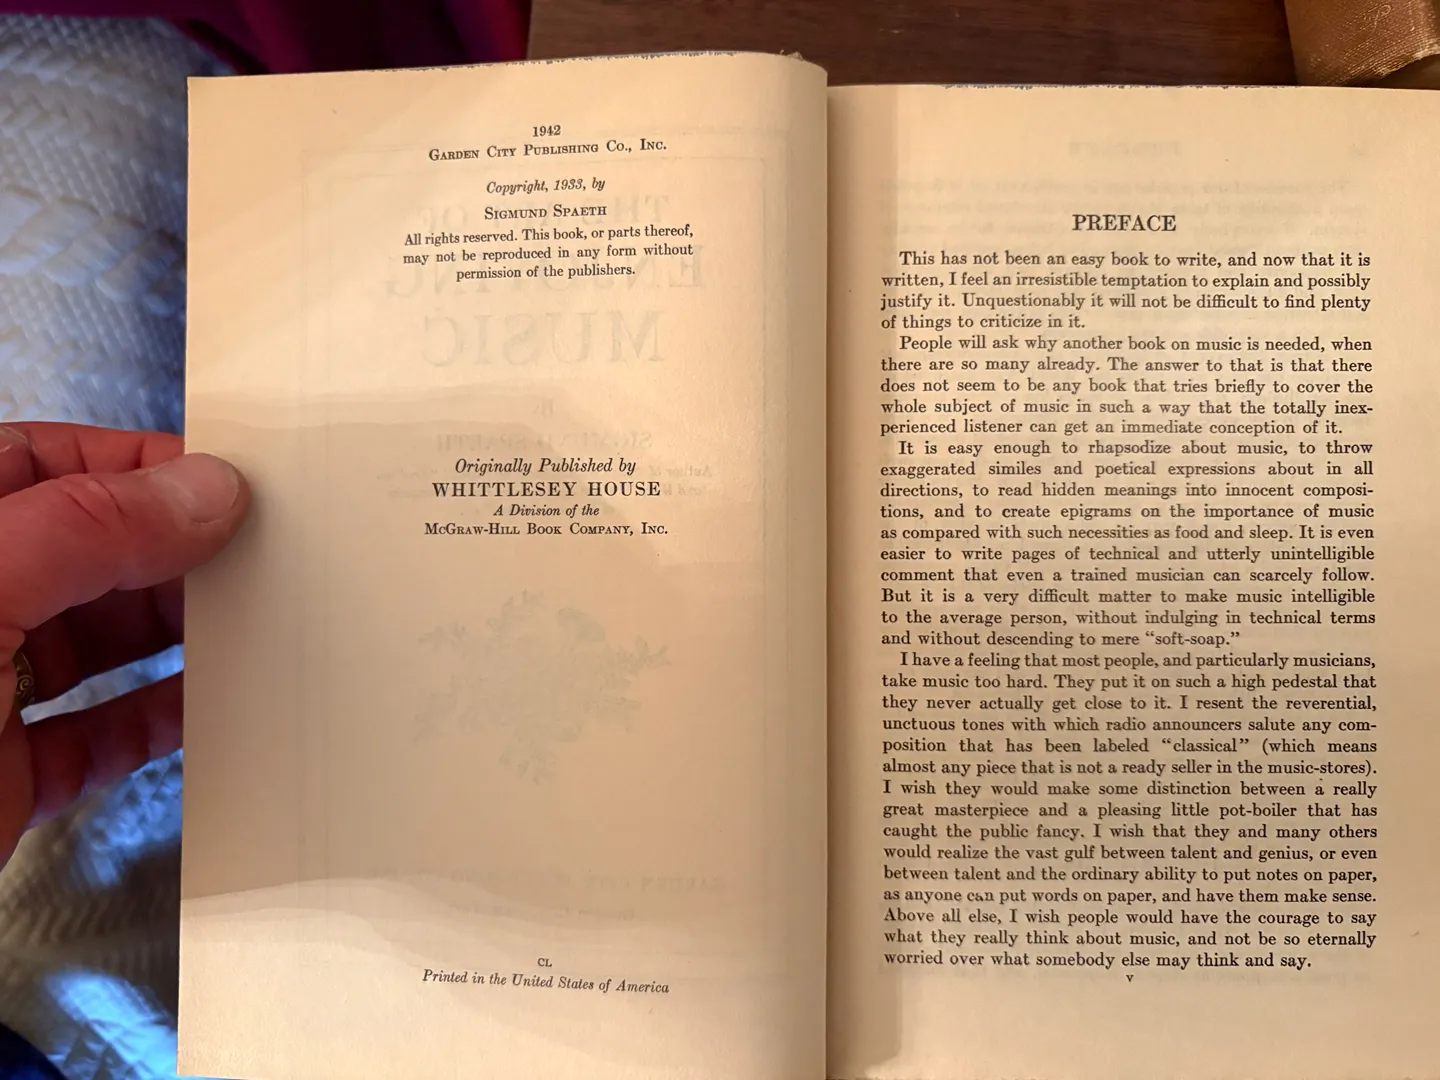 1942
GARDEN CITY PUBLISHING CO., INC.
Copyright, 1933, by
SIGMUND SPAETH
All rights reserved. This book, or parts thereof,
may not be reproduced in any form without
permission of the publishers.
Originally Published by
WHITTLESEY HOUSE
A Division of the
MCGRAW-HILL BOOK COMPANY, INC.
CL
Printed in the United States of America
PREFACE
This has not been an easy book to write, and now that it is
written, I feel an irresistible temptation to explain and possibly
justify it. Unquestionably it will not be difficult to find plenty
of things to criticize in it.
People will ask why another book on music is needed, when
there are so many already. The answer to that is that there
does not seem to be any book that tries briefly to cover the
whole subject of music in such a way that the totally inex-
perienced listener can get an immediate conception of it.
It is easy enough to rhapsodize about music, to throw
exaggerated similes and poetical expressions about in all
directions, to read hidden meanings into innocent composi-
tions, and to create epigrams on the importance of music
as compared with such necessities as food and sleep. It is even
easier to write pages of technical and utterly unintelligible
comment that even a trained musician can scarcely follow.
But it is a very difficult matter to make music intelligible
to the average person, without indulging in technical terms
and without descending to mere “soft-soap.”
I have a feeling that most people, and particularly musicians,
take music too hard. They put it on such a high pedestal that
they never actually get close to it. I resent the reverential,
unctuous tones with which radio announcers salute any com-
position that has been labeled “classical” (which means
almost any piece that is not a ready seller in the music-stores).
I wish they would make some distinction between a really
great masterpiece and a pleasing little pot-boiler that has
caught the public fancy. I wish that they and many others
would realize the vast gulf between talent and genius, or even
between talent and the ordinary ability to put notes on paper,
as anyone can put words on paper, and have them make sense.
Above all else, I wish people would have the courage to say
what they really think about music, and not be so eternally
worried over what somebody else may think and say.
v